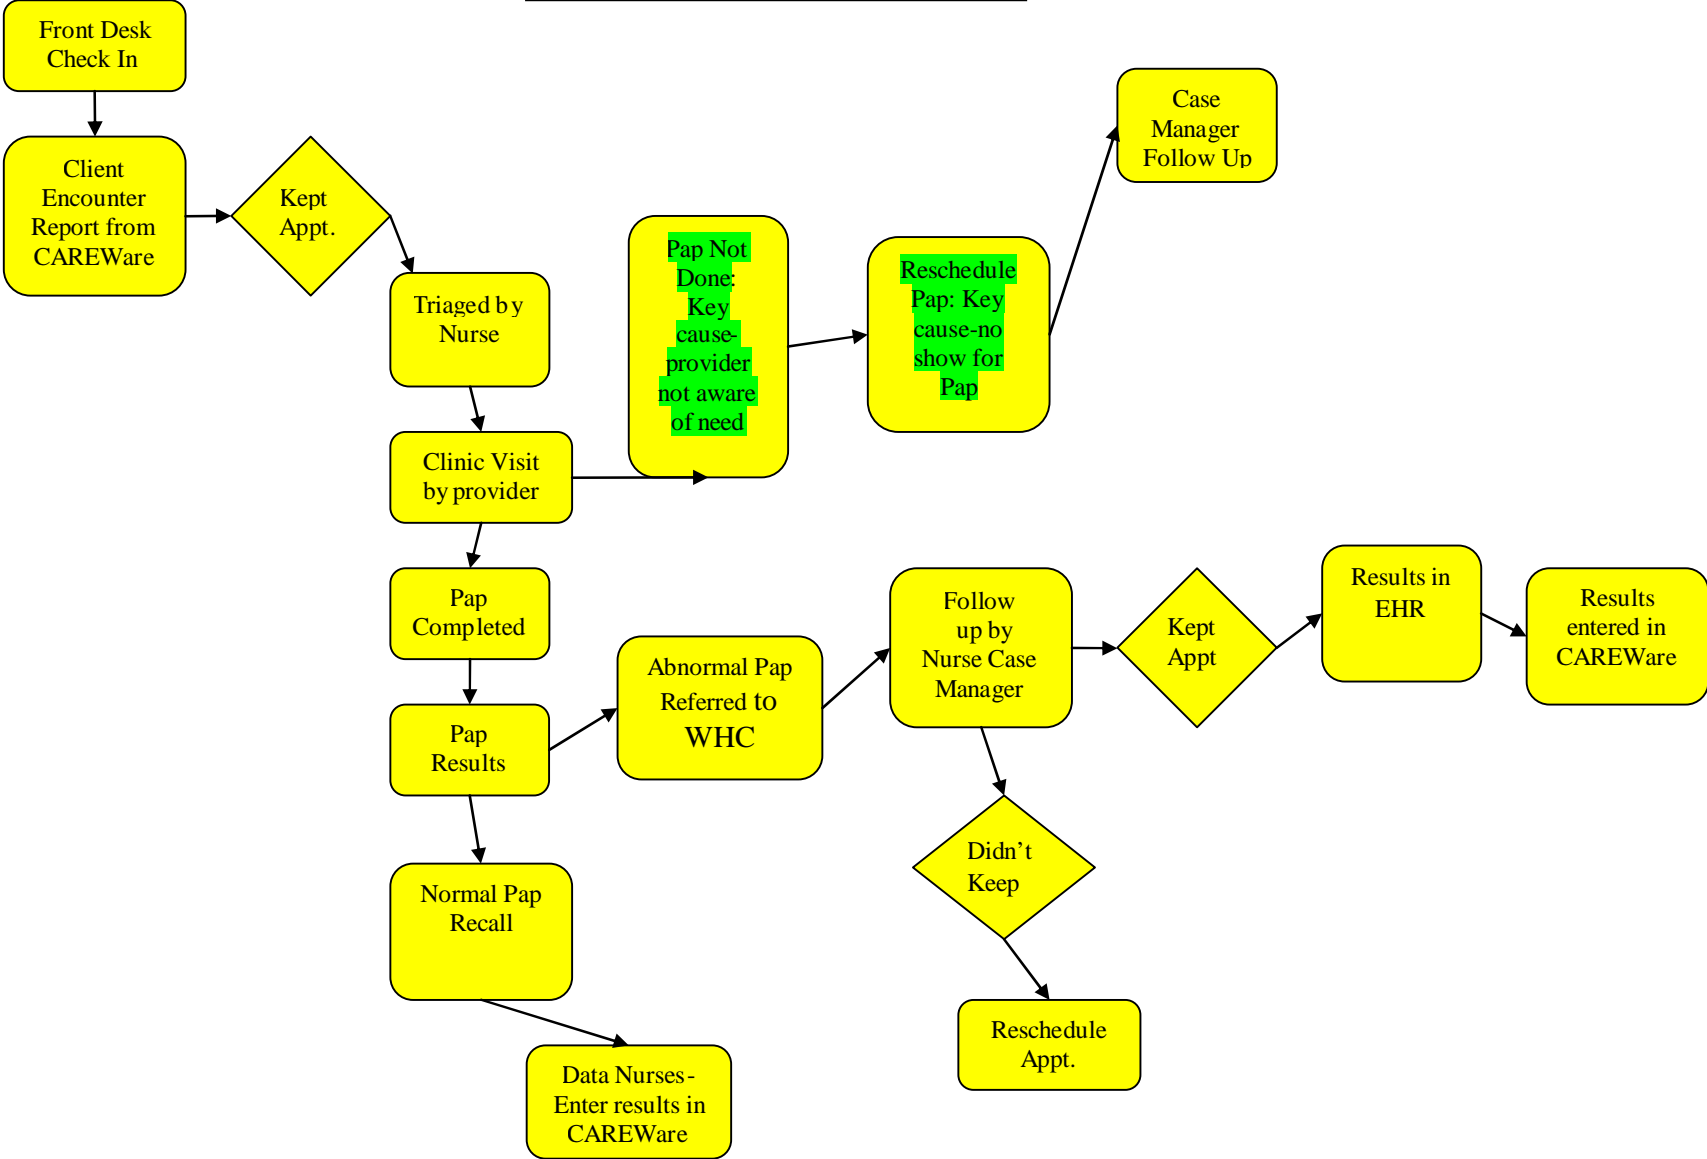 Front Desk
Check In
Client
Encounter
Report from
CAREWare
Kept
Appt.
Triaged by
Nurse
Clinic Visit
by provider
Pap Not
Done:
Key
cause-
provider
not aware
of need
Reschedule
Pap: Key
cause-no
show for
Pap
Case
Manager
Follow Up
Pap
Completed
Pap
Results
Abnormal Pap
Referred to
WHC
Follow
up by
Nurse Case
Manager
Kept
Appt
Results in
EHR
Results
entered in
CAREWare
Didn’t
Keep
Reschedule
Appt.
Normal Pap
Recall
Data Nurses-
Enter results in
CAREWare